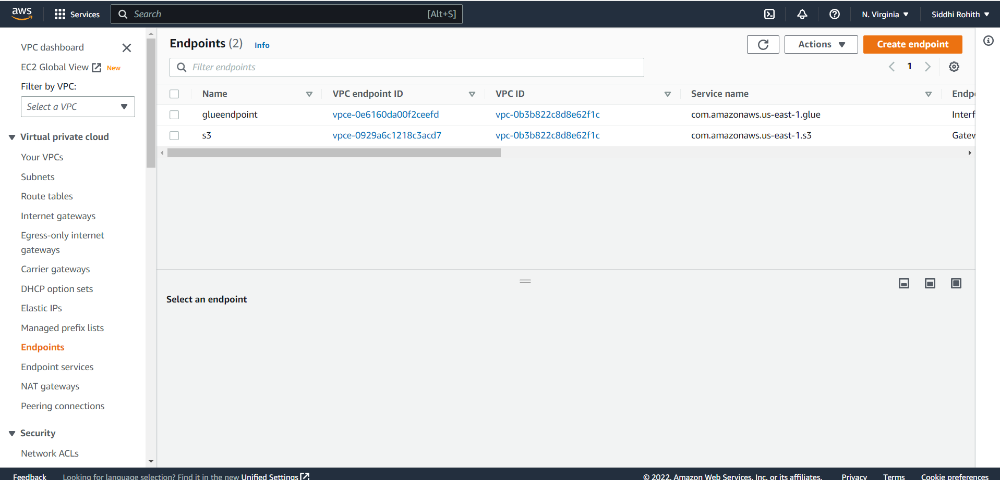 aws
Services
Search [Alt+S]
N. Virginia
Siddhi Rohith
VPC dashboard
EC2 Global View New
Filter by VPC:
Select a VPC
Virtual private cloud
Your VPCs
Subnets
Route tables
Internet gateways
Egress-only internet
gateways
Carrier gateways
DHCP option sets
Elastic IPs
Managed prefix lists
Endpoints
Endpoint services
NAT gateways
Peering connections
Security
Network ACLs
Endpoints (2) Info
Actions
Create endpoint
Filter endpoints
1
Name VPC endpoint ID VPC ID Service name Endp
glueendpoint vpce-0e6160da00f2ceefd vpc-0b3b822c8d8e62f1c com.amazonaws.us-east-1.glue Interf
s3 vpce-0929a6c1218c3acd7 vpc-0b3b822c8d8e62f1c com.amazonaws.us-east-1.s3 Gatew
Select an endpoint
Feedback Looking for language selection? Find it in the new Unified Settings © 2022, Amazon Web Services, Inc. or its affiliates. Privacy Terms Cookie preferences